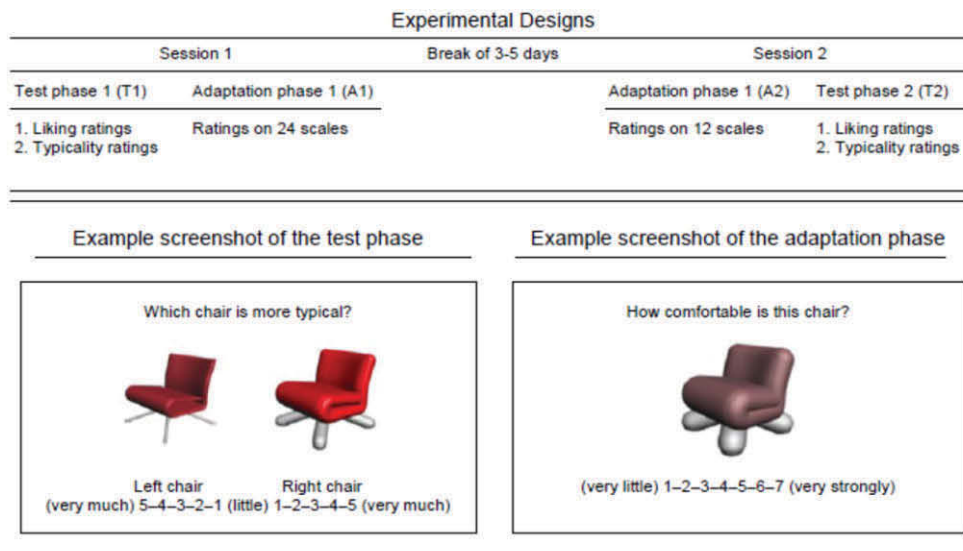 Experimental Designs
Session 1 Break of 3-5 days Session 2
Test phase 1 (T1) Adaptation phase 1 (A1) Adaptation phase 1 (A2) Test phase 2 (T2)
1. Liking ratings Ratings on 24 scales Ratings on 12 scales 1. Liking ratings
2. Typicality ratings 2. Typicality ratings
Example screenshot of the test phase Example screenshot of the adaptation phase
Which chair is more typical? How comfortable is this chair?
Left chair Right chair
(very much) 5–4–3–2–1 (little) 1–2–3–4–5 (very much)
(very little) 1–2–3–4–5–6–7 (very strongly)